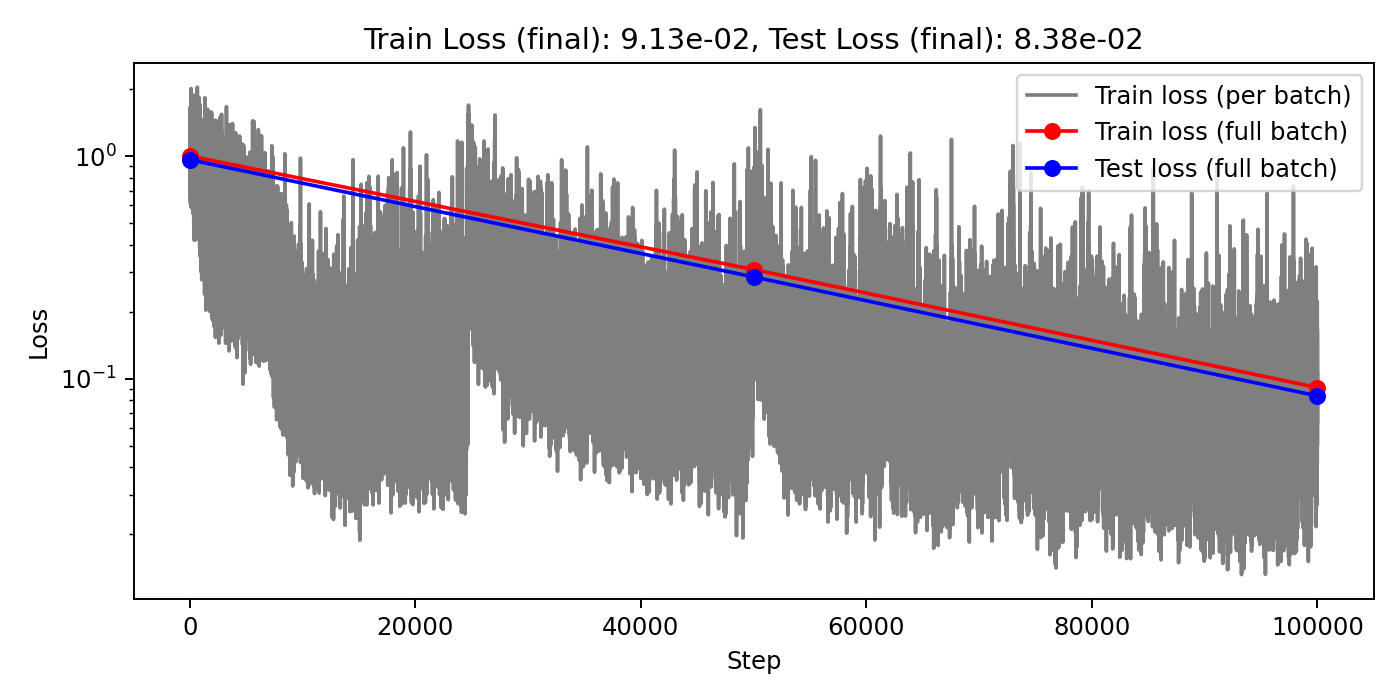 Train Loss (final): 9.13e-02, Test Loss (final): 8.38e-02
Train loss (per batch)
Train loss (full batch)
Test loss (full batch)
Loss
10⁰
10⁻¹
0 20000 40000 60000 80000 100000
Step